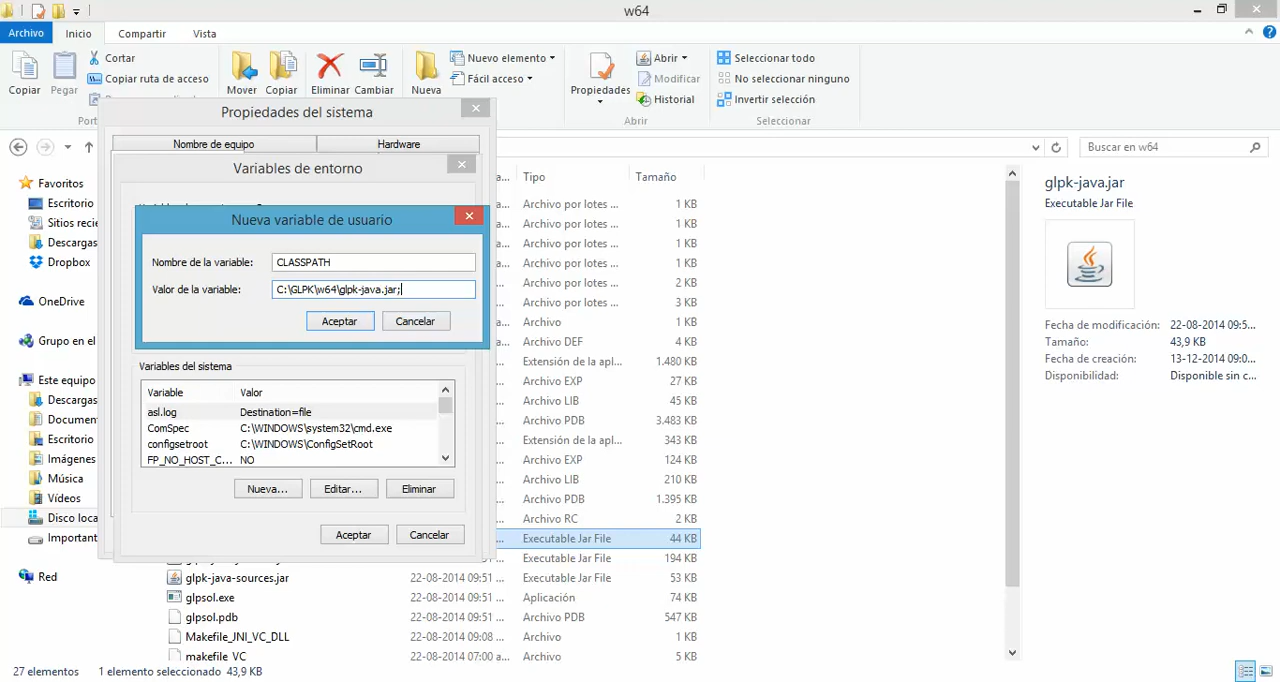 w64
Archivo
Inicio
Compartir
Vista
Cortar
Copiar ruta de acceso
Copiar
Pegar
Mover
Copiar
Eliminar
Cambiar
Nueva
Nuevo elemento
Fácil acceso
Propiedades
Abrir
Modificar
Historial
Abrir
Seleccionar todo
No seleccionar ninguno
Invertir selección
Seleccionar
Buscar en w64
Favoritos
Escritorio
Sitios recie
Descargas
Dropbox
OneDrive
Grupo en el
Este equipo
Descargas
Document
Escritorio
Imágenes
Música
Vídeos
Disco loca
Important
Red
Propiedades del sistema
Nombre de equipo
Hardware
Variables de entorno
Nueva variable de usuario
Nombre de la variable:
CLASSPATH
Valor de la variable:
C:\GLPK\w64\glpk-java.jar;
Aceptar
Cancelar
Variables del sistema
Variable Valor
asl.log Destination=file
ComSpec C:\WINDOWS\system32\cmd.exe
configsetroot C:\WINDOWS\ConfigSetRoot
FP_NO_HOST_C... NO
Nueva...
Editar...
Eliminar
Aceptar
Cancelar
Tipo Tamaño
Archivo por lotes ... 1 KB
Archivo por lotes ... 1 KB
Archivo por lotes ... 1 KB
Archivo por lotes ... 1 KB
Archivo por lotes ... 2 KB
Archivo por lotes ... 3 KB
Archivo 1 KB
Archivo DEF 4 KB
Extensión de la apl... 1.480 KB
Archivo EXP 27 KB
Archivo LIB 45 KB
Archivo PDB 3.483 KB
Extensión de la apl... 343 KB
Archivo EXP 124 KB
Archivo LIB 210 KB
Archivo PDB 1.395 KB
Archivo RC 2 KB
Executable Jar File 44 KB
Executable Jar File 194 KB
glpk-java-sources.jar 22-08-2014 09:51 ... Executable Jar File 53 KB
glpsol.exe 22-08-2014 09:51 ... Aplicación 74 KB
glpsol.pdb 22-08-2014 09:51 ... Archivo PDB 547 KB
Makefile_JNI_VC_DLL 22-08-2014 09:08 ... Archivo 1 KB
makefile_VC 22-08-2014 07:00 a... Archivo 5 KB
glpk-java.jar
Executable Jar File
Fecha de modificación: 22-08-2014 09:5...
Tamaño: 43,9 KB
Fecha de creación: 13-12-2014 09:0...
Disponibilidad: Disponible sin c...
27 elementos 1 elemento seleccionado 43,9 KB